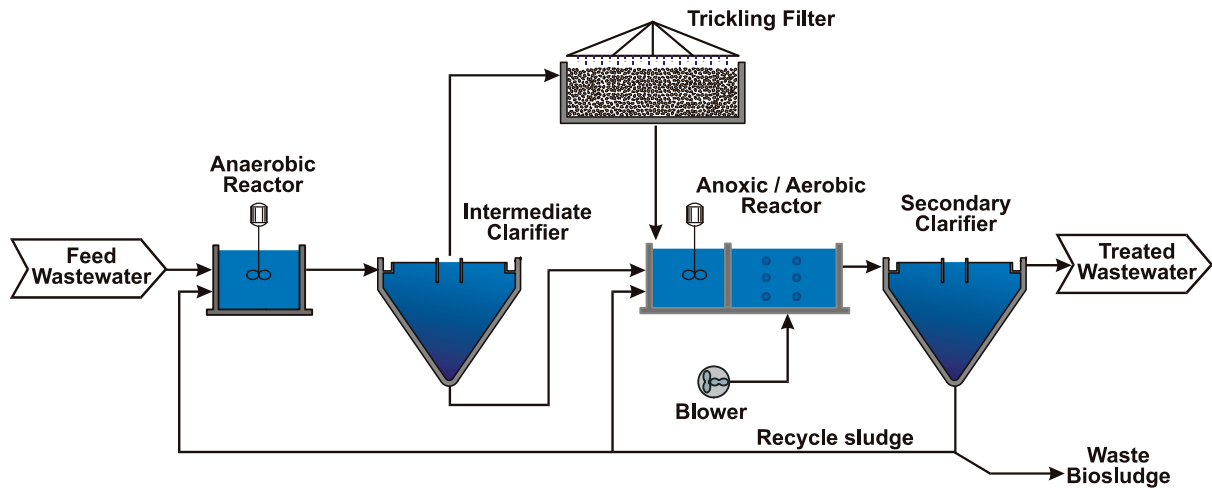 Trickling Filter
Anaerobic
Reactor
Intermediate
Clarifier
Anoxic / Aerobic
Reactor
Secondary
Clarifier
Feed
Wastewater
Treated
Wastewater
Blower
Recycle sludge
Waste
Biosludge